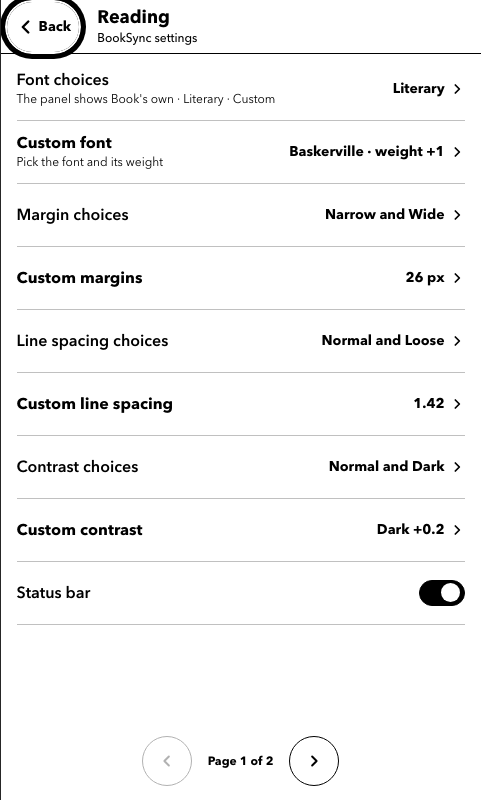 Back
Reading
BookSync settings
Font choices
The panel shows Book's own · Literary · Custom
Literary
Custom font
Pick the font and its weight
Baskerville · weight +1
Margin choices
Narrow and Wide
Custom margins
26 px
Line spacing choices
Normal and Loose
Custom line spacing
1.42
Contrast choices
Normal and Dark
Custom contrast
Dark +0.2
Status bar
Page 1 of 2